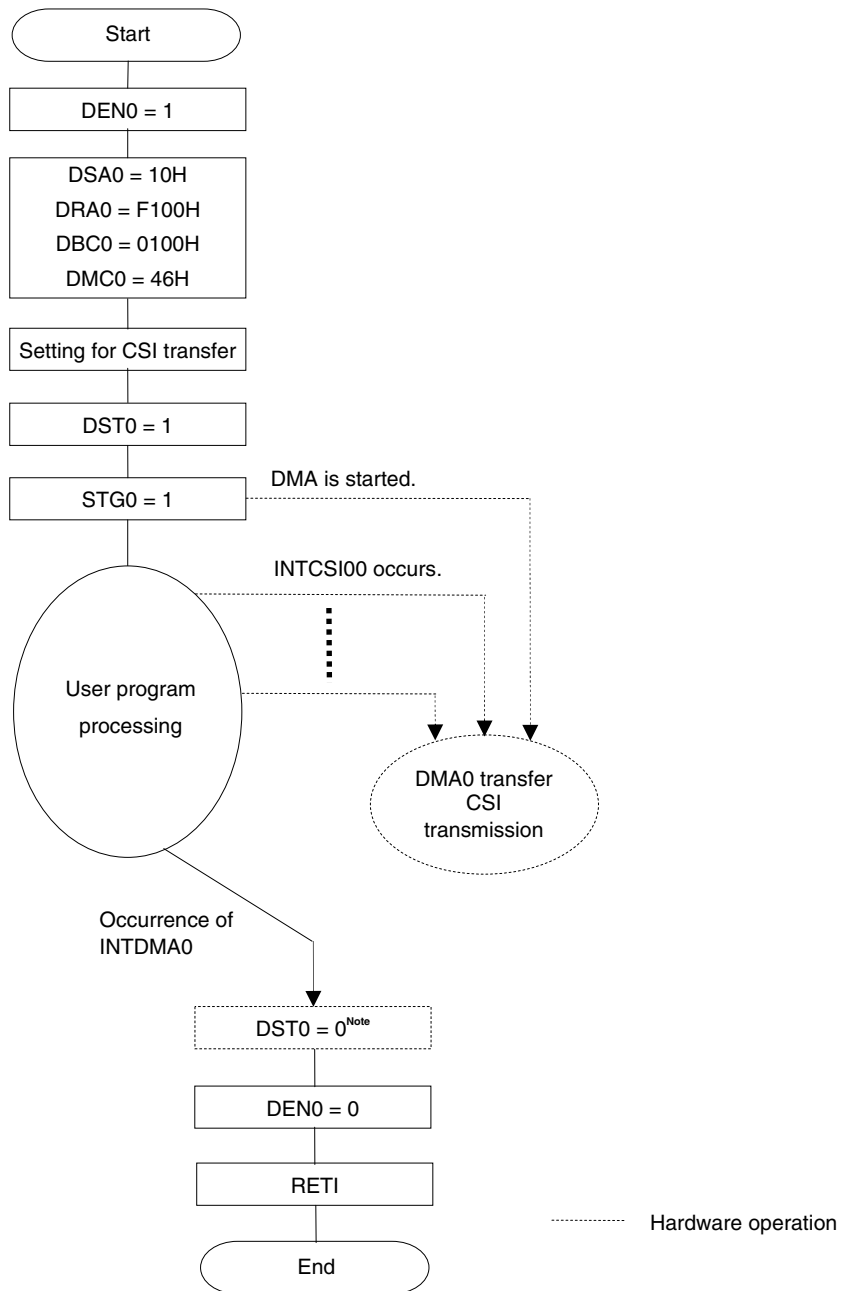 Start
DEN0 = 1
DSA0 = 10H
DRA0 = F100H
DBC0 = 0100H
DMC0 = 46H
Setting for CSI transfer
DST0 = 1
STG0 = 1
DMA is started.
INTCSI00 occurs.
User program
processing
DMA0 transfer
CSI
transmission
Occurrence of
INTDMA0
DST0 = 0Note
DEN0 = 0
RETI
Hardware operation
End